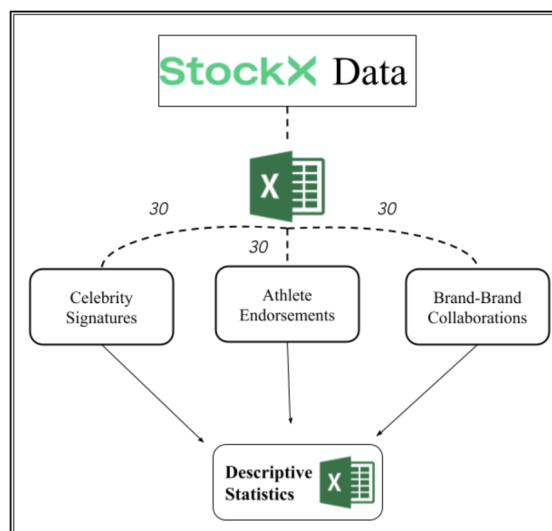 StockX Data
X
30
30
30
Celebrity
Signatures
Athlete
Endorsements
Brand-Brand
Collaborations
Descriptive
Statistics
X